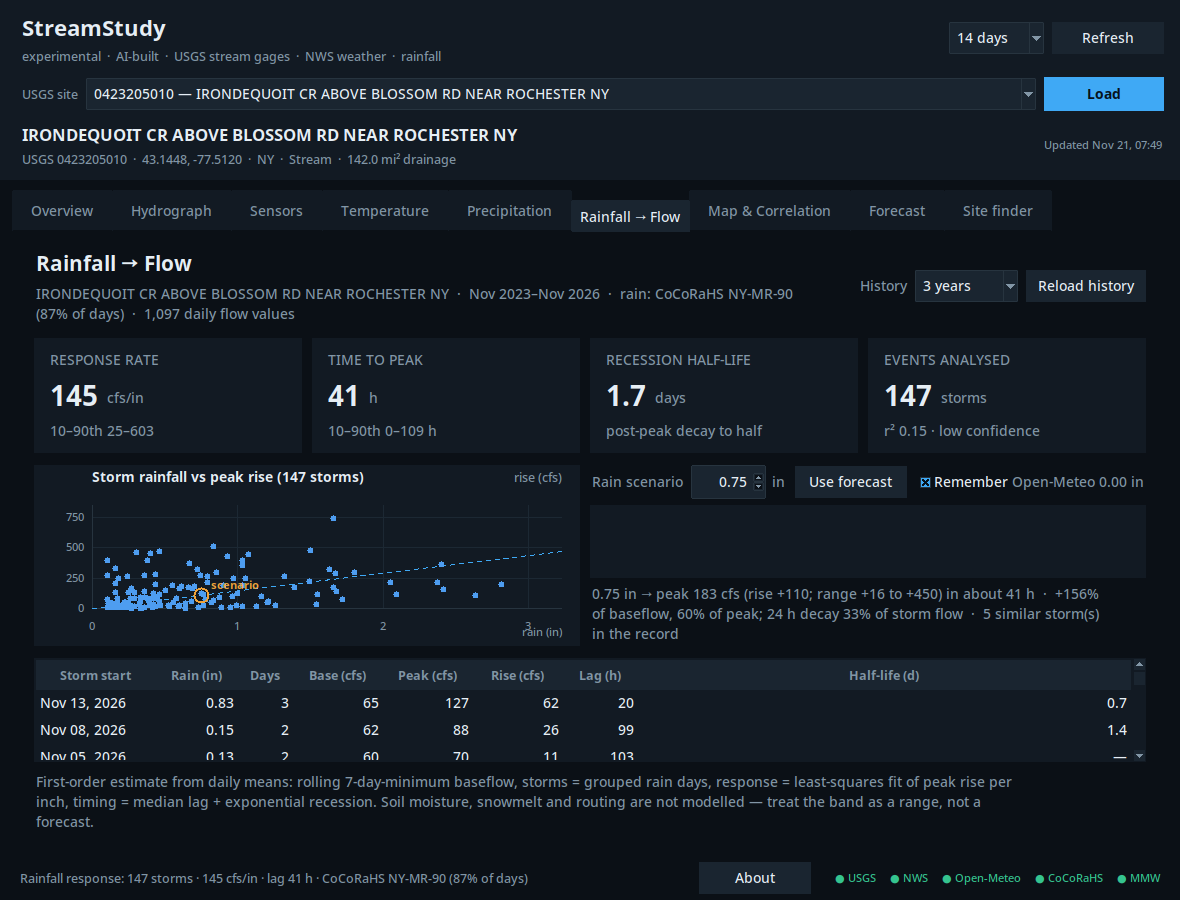 StreamStudy
experimental · AI-built · USGS stream gages · NWS weather · rainfall
14 days
Refresh
USGS site
0423205010 — IRONDEQUOIT CR ABOVE BLOSSOM RD NEAR ROCHESTER NY
Load
IRONDEQUOIT CR ABOVE BLOSSOM RD NEAR ROCHESTER NY
USGS 0423205010 · 43.1448, -77.5120 · NY · Stream · 142.0 mi² drainage
Updated Nov 21, 07:49
Overview Hydrograph Sensors Temperature Precipitation Rainfall → Flow Map & Correlation Forecast Site finder
Rainfall → Flow
IRONDEQUOIT CR ABOVE BLOSSOM RD NEAR ROCHESTER NY · Nov 2023–Nov 2026 · rain: CoCoRaHS NY-MR-90
(87% of days) · 1,097 daily flow values
History
3 years
Reload history
RESPONSE RATE
145 cfs/in
10–90th 25–603
TIME TO PEAK
41 h
10–90th 0–109 h
RECESSION HALF-LIFE
1.7 days
post-peak decay to half
EVENTS ANALYSED
147 storms
r² 0.15 · low confidence
Storm rainfall vs peak rise (147 storms)
rise (cfs)
750
500
250
0
scenario
0 1 2 3
rain (in)
Rain scenario 0.75 in
Use forecast
Remember
Open-Meteo 0.00 in
0.75 in → peak 183 cfs (rise +110; range +16 to +450) in about 41 h · +156%
of baseflow, 60% of peak; 24 h decay 33% of storm flow · 5 similar storm(s)
in the record
Storm start Rain (in) Days Base (cfs) Peak (cfs) Rise (cfs) Lag (h) Half-life (d)
Nov 13, 2026 0.83 3 65 127 62 20 0.7
Nov 08, 2026 0.15 2 62 88 26 99 1.4
Nov 05, 2026 0.13 2 60 70 11 103 —
First-order estimate from daily means: rolling 7-day-minimum baseflow, storms = grouped rain days, response = least-squares fit of peak rise per
inch, timing = median lag + exponential recession. Soil moisture, snowmelt and routing are not modelled — treat the band as a range, not a
forecast.
Rainfall response: 147 storms · 145 cfs/in · lag 41 h · CoCoRaHS NY-MR-90 (87% of days)
About
USGS NWS Open-Meteo CoCoRaHS MMW